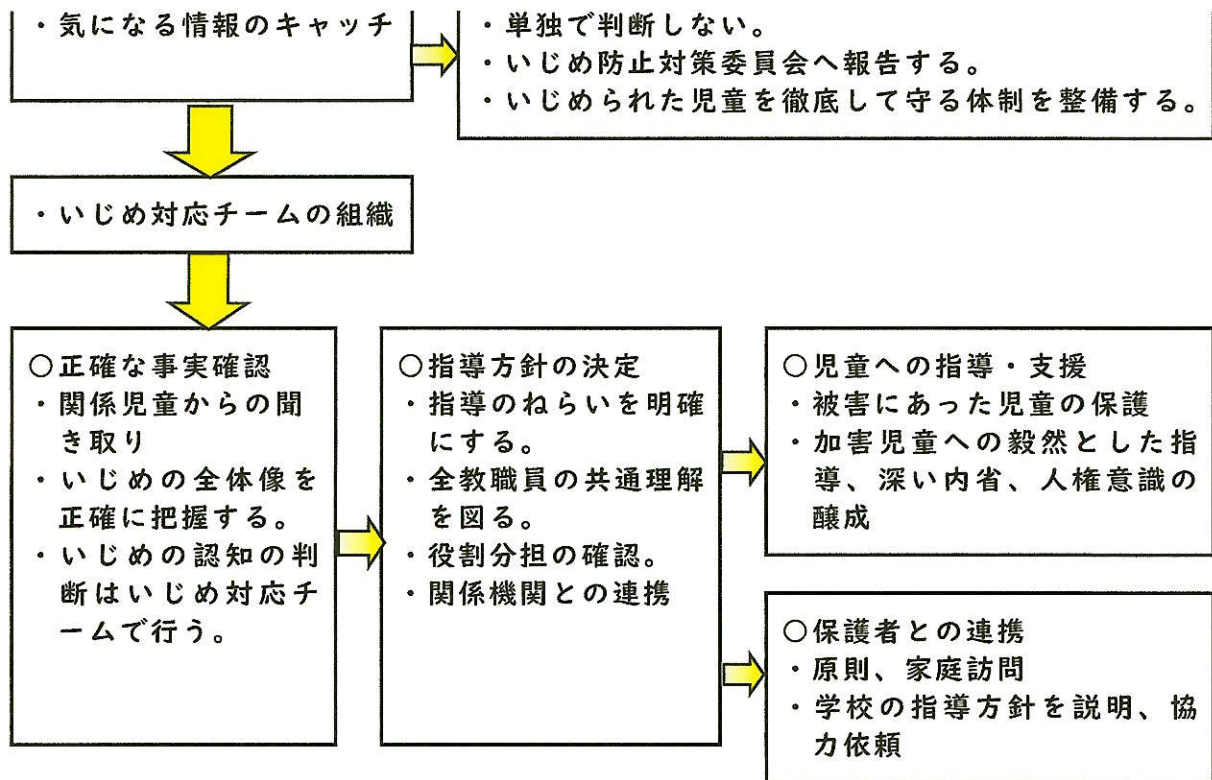 ・気になる情報のキャッチ
・単独で判断しない。
・いじめ防止対策委員会へ報告する。
・いじめられた児童を徹底して守る体制を整備する。
・いじめ対応チームの組織
○正確な事実確認
・関係児童からの聞
き取り
・いじめの全体像を
正確に把握する。
・いじめの認知の判
断はいじめ対応チ
ームで行う。
○指導方針の決定
・指導のねらいを明確
にする。
・全教職員の共通理解
を図る。
・役割分担の確認。
・関係機関との連携
○児童への指導・支援
・被害にあった児童の保護
・加害児童への毅然とした指
導、深い内省、人権意識の
醸成
○保護者との連携
・原則、家庭訪問
・学校の指導方針を説明、協
力依頼